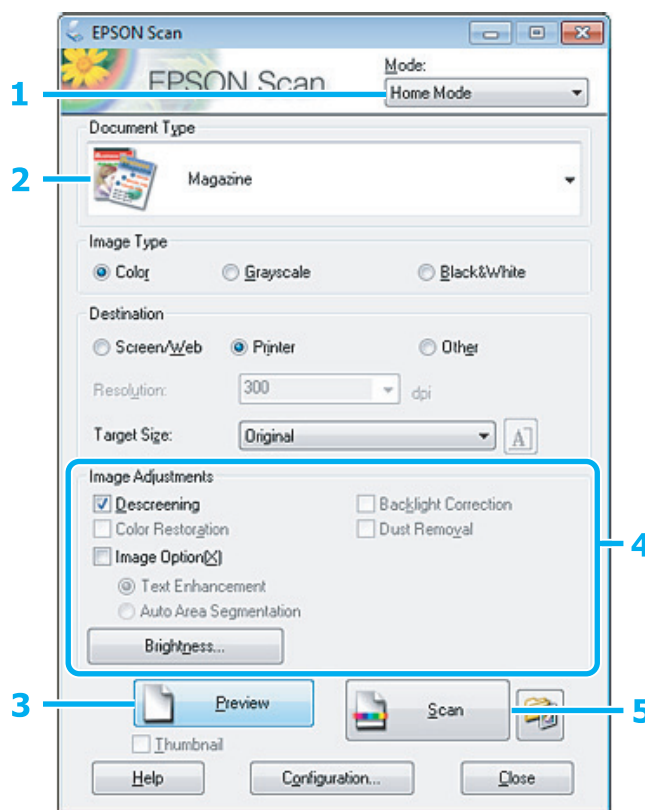 EPSON Scan
EPSON Scan
Mode:
1
Home Mode
Document Type
2
Magazine
Image Type
Color Grayscale Black&White
Destination
Screen/Web Printer Other
Resolution: 300 dpi
Target Size: Original A
Image Adjustments
Descreening Backlight Correction
Color Restoration Dust Removal
4
Image Option(X)
Text Enhancement
Auto Area Segmentation
Brightness...
3 Preview Scan 5
Thumbnail
Help Configuration... Close